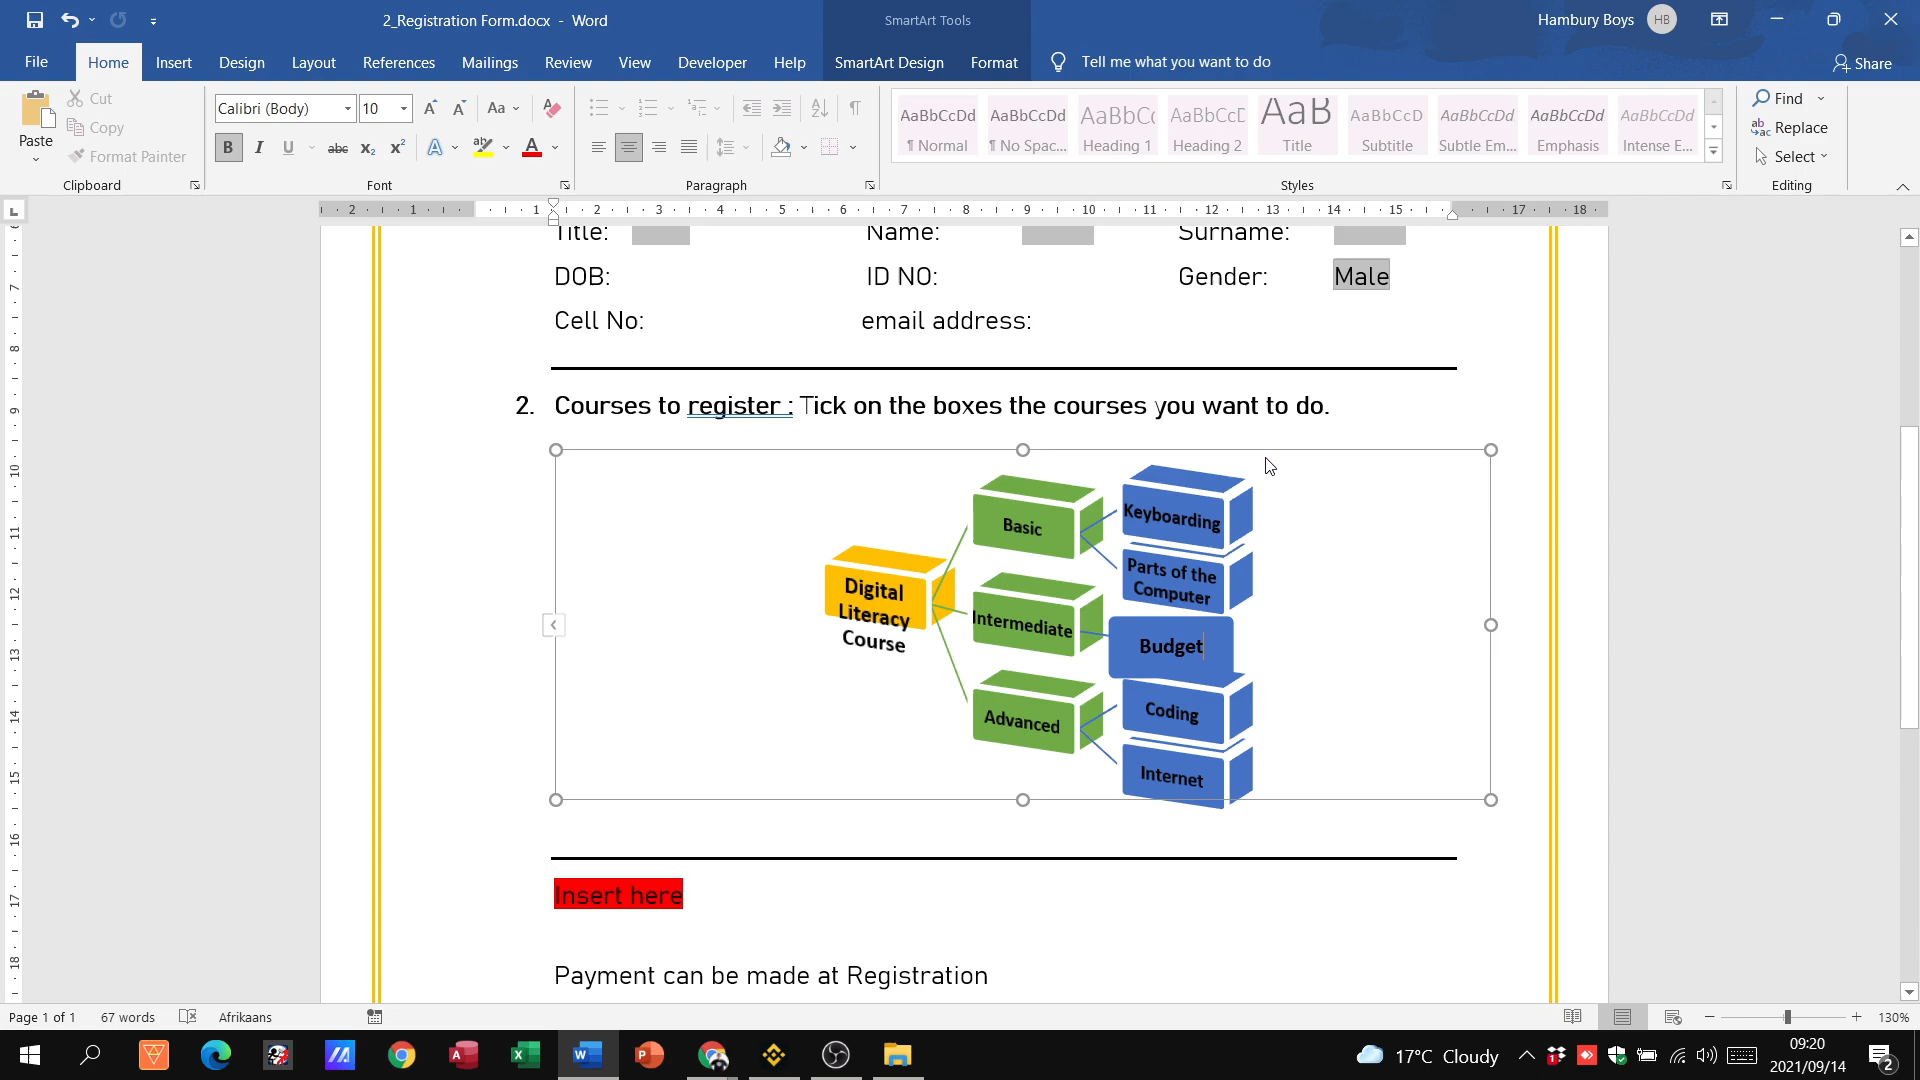 2_Registration Form.docx - Word
SmartArt Tools
Hambury Boys
HB
File
Home
Insert
Design
Layout
References
Mailings
Review
View
Developer
Help
SmartArt Design
Format
Tell me what you want to do
Share
Paste
Cut
Copy
Format Painter
Calibri (Body)
10
AaBbCcDd
¶ Normal
AaBbCcDd
¶ No Spac...
AaBbCc
Heading 1
AaBbCcD
Heading 2
AaB
Title
AaBbCcD
Subtitle
AaBbCcDd
Subtle Em...
AaBbCcDd
Emphasis
AaBbCcDd
Intense E...
Find
Replace
Select
Clipboard
Font
Paragraph
Styles
Editing
Title:
Name:
Surname:
DOB:
ID NO:
Gender:
Male
Cell No:
email address:
2. Courses to register : Tick on the boxes the courses you want to do.
Digital
Literacy
Course
Basic
Intermediate
Advanced
Keyboarding
Parts of the
Computer
Budget
Coding
Internet
Insert here
Payment can be made at Registration
Page 1 of 1
67 words
Afrikaans
130%
17°C Cloudy
09:20
2021/09/14
2